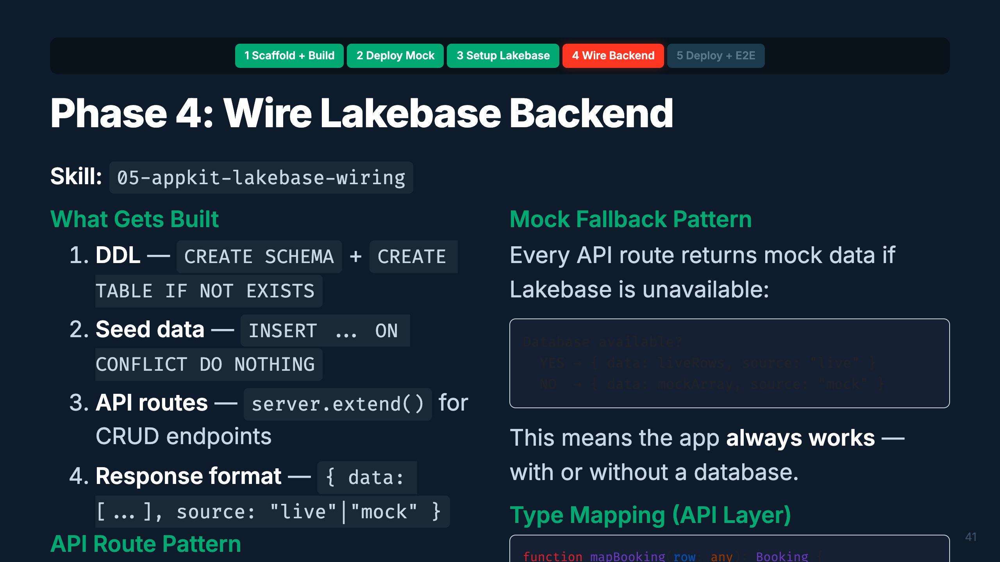 1 Scaffold + Build
2 Deploy Mock
3 Setup Lakebase
4 Wire Backend
5 Deploy + E2E
Phase 4: Wire Lakebase Backend
Skill: 05-appkit-lakebase-wiring
What Gets Built
1. DDL — CREATE SCHEMA + CREATE
TABLE IF NOT EXISTS
2. Seed data — INSERT ... ON
CONFLICT DO NOTHING
3. API routes — server.extend() for
CRUD endpoints
4. Response format — { data:
[...], source: "live"|"mock" }
API Route Pattern
Mock Fallback Pattern
Every API route returns mock data if
Lakebase is unavailable:
Database available?
YES → { data: liveRows, source: "live" }
NO → { data: mockArray, source: "mock" }
This means the app always works —
with or without a database.
Type Mapping (API Layer)
function mapBooking(row: any): Booking {
41